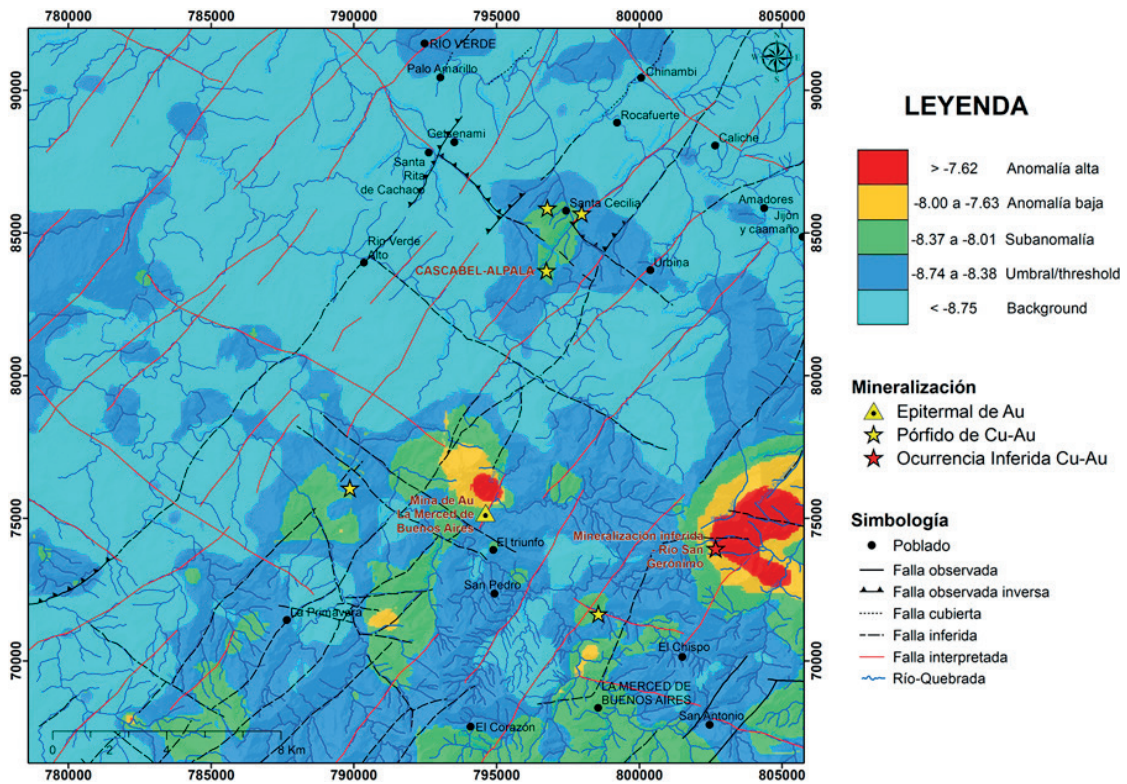 780000 785000 790000 795000 800000 805000
90000
85000
80000
75000
70000
RÍO VERDE
Palo Amarillo
Chinambi
Rocafuerte
Getsenami
Caliche
Santa
Rita
de Cachaco
Santa Cecilia
Amadores
Jijón
y caamaño
Rio Verde
Alto
CASCABEL-ALPALA
Urbina
Mina de Au
La Merced de
Buenos Aires
El triunfo
Mineralización inferida
- Río San
Gerónimo
San Pedro
La Primavera
El Chispo
LA MERCED DE
BUENOS AIRES
San Antonio
El Corazón
0 2 4 8 Km
90000
85000
80000
75000
70000
780000 785000 790000 795000 800000 805000
N
W E
S
LEYENDA
> -7.62 Anomalía alta
-8.00 a -7.63 Anomalía baja
-8.37 a -8.01 Subanomalía
-8.74 a -8.38 Umbral/threshold
< -8.75 Background
Mineralización
Epitermal de Au
Pórfido de Cu-Au
Ocurrencia Inferida Cu-Au
Simbología
Poblado
Falla observada
Falla observada inversa
Falla cubierta
Falla inferida
Falla interpretada
Río-Quebrada